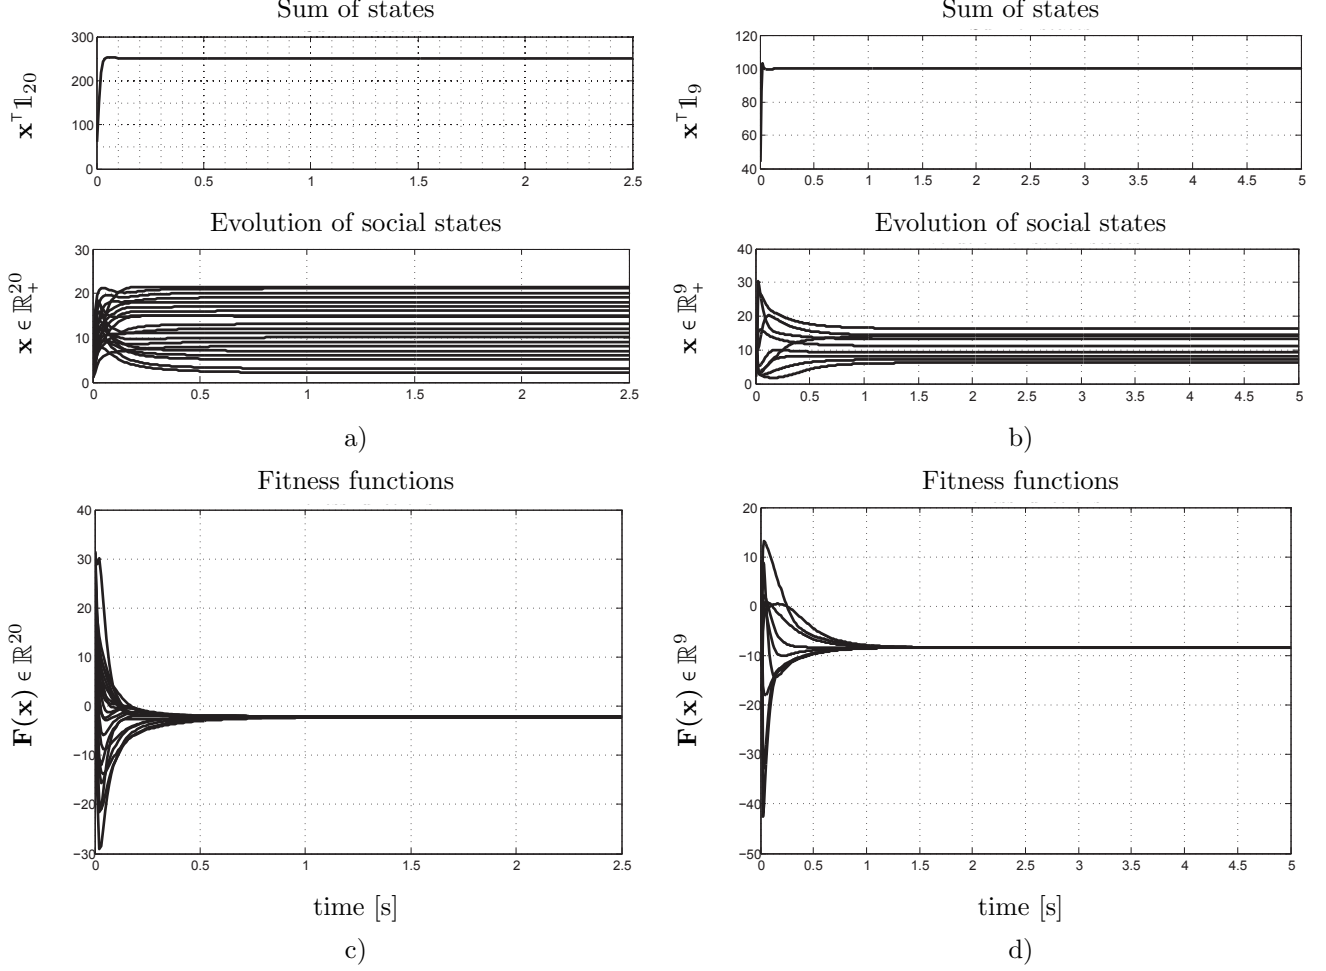 Sum of states
Sum of states
x⊤𝟙20
300
200
100
0
0 0.5 1 1.5 2 2.5
x⊤𝟙9
120
100
80
60
40
0 0.5 1 1.5 2 2.5 3 3.5 4 4.5 5
Evolution of social states
Evolution of social states
x ∈ ℝ20+
30
20
10
0
0 0.5 1 1.5 2 2.5
x ∈ ℝ9+
40
30
20
10
0
0 0.5 1 1.5 2 2.5 3 3.5 4 4.5 5
a)
b)
Fitness functions
Fitness functions
F(x) ∈ ℝ20
40
30
20
10
0
−10
−20
−30
0 0.5 1 1.5 2 2.5
F(x) ∈ ℝ9
20
10
0
−10
−20
−30
−40
−50
0 0.5 1 1.5 2 2.5 3 3.5 4 4.5 5
time [s]
time [s]
c)
d)